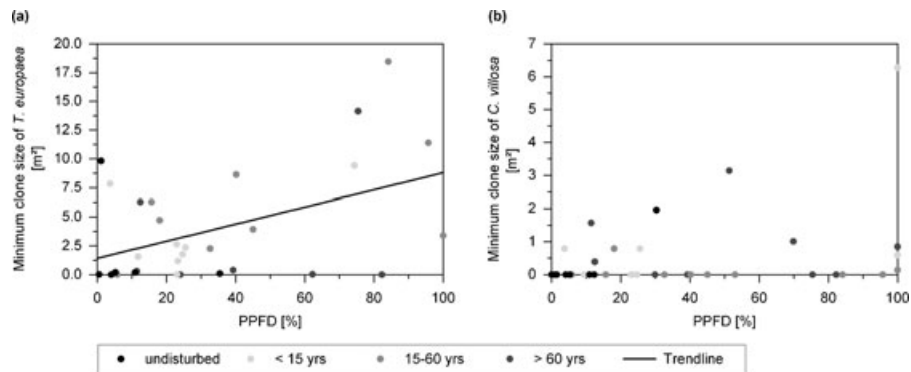 (a)
Minimum clone size of T. europaea
[m²]
20.0
17.5
15.0
12.5
10.0
7.5
5.0
2.5
0.0
0 20 40 60 80 100
PPFD [%]
(b)
Minimum clone size of C. villosa
[m²]
7
6
5
4
3
2
1
0
0 20 40 60 80 100
PPFD [%]
undisturbed < 15 yrs 15-60 yrs > 60 yrs Trendline